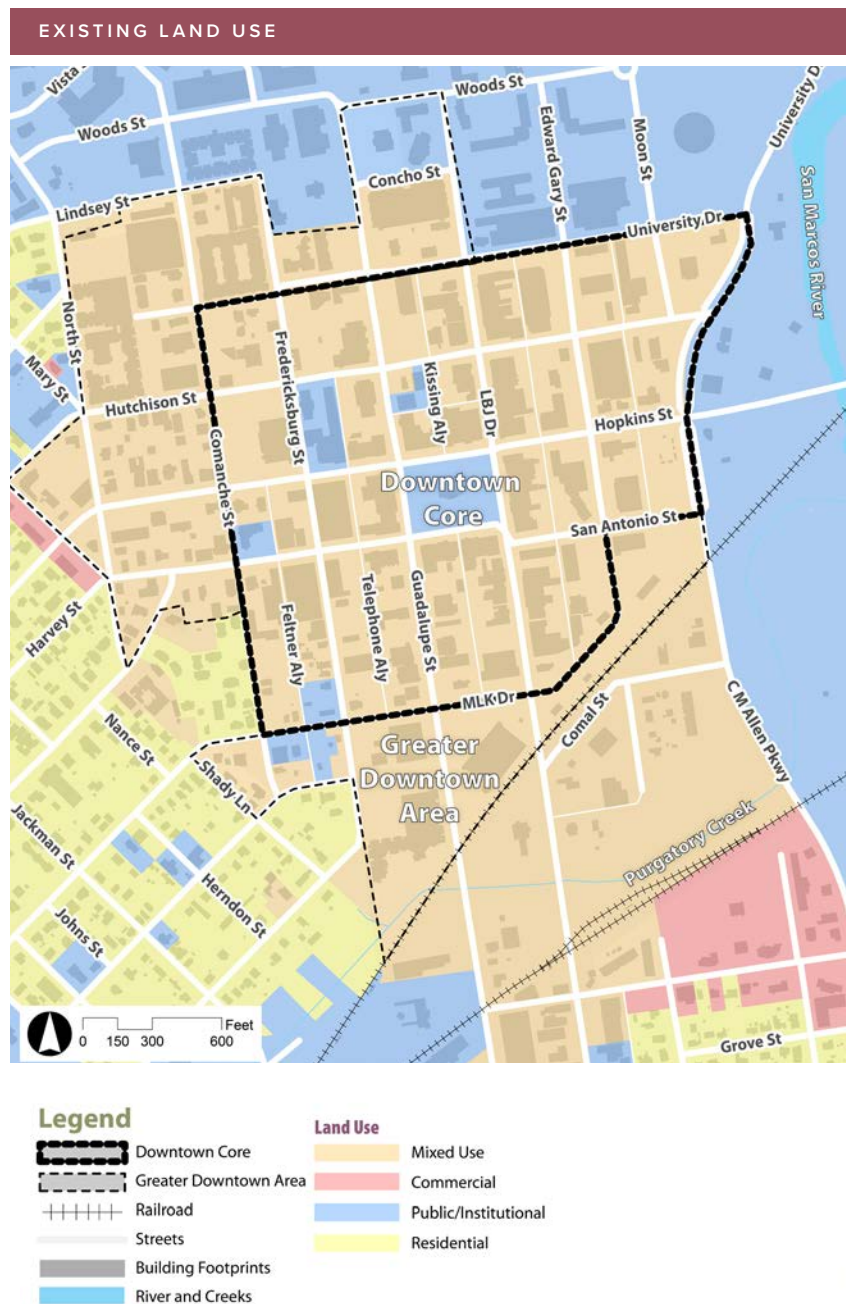 EXISTING LAND USE
Woods St
Woods St
University D
Edward Gary St
Moon St
Concho St
Lindsey St
University Dr
San Marcos River
North St
Mary St
Fredericksburg St
Kissing Aly
LBJ Dr
Hutchison St
Comanche St
Hopkins St
Downtown
Core
San Antonio St
Harvey St
Feltner Aly
Telephone Aly
Guadalupe St
MLK Dr
Nance St
Shady Ln
Comal St
C M Allen Pkwy
Greater
Downtown
Area
Jackman St
Purgatory Creek
Herndon St
Johns St
Grove St
Feet
0 150 300 600
Legend
Downtown Core
Greater Downtown Area
Railroad
Streets
Building Footprints
River and Creeks
Land Use
Mixed Use
Commercial
Public/Institutional
Residential